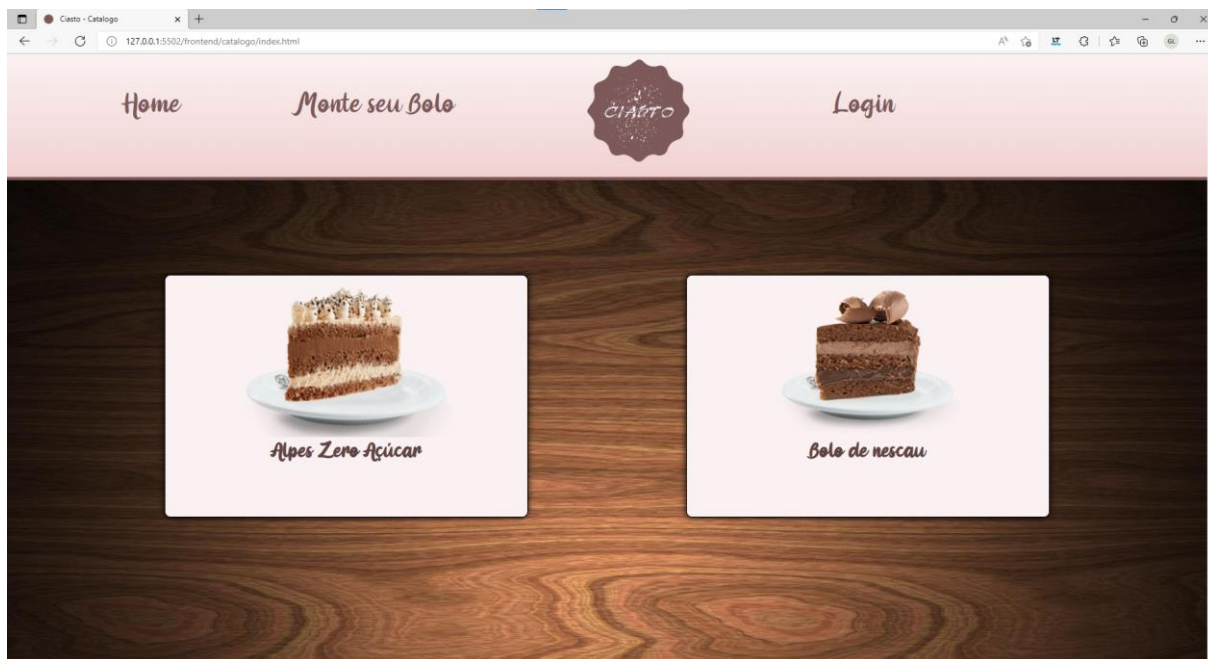 Ciasto - Catalogo
127.0.0.1:5502/frontend/catalogo/index.html
GL
Home
Monte seu Bolo
CIASTO
Login
Alpes Zero Açúcar
Bolo de nescau